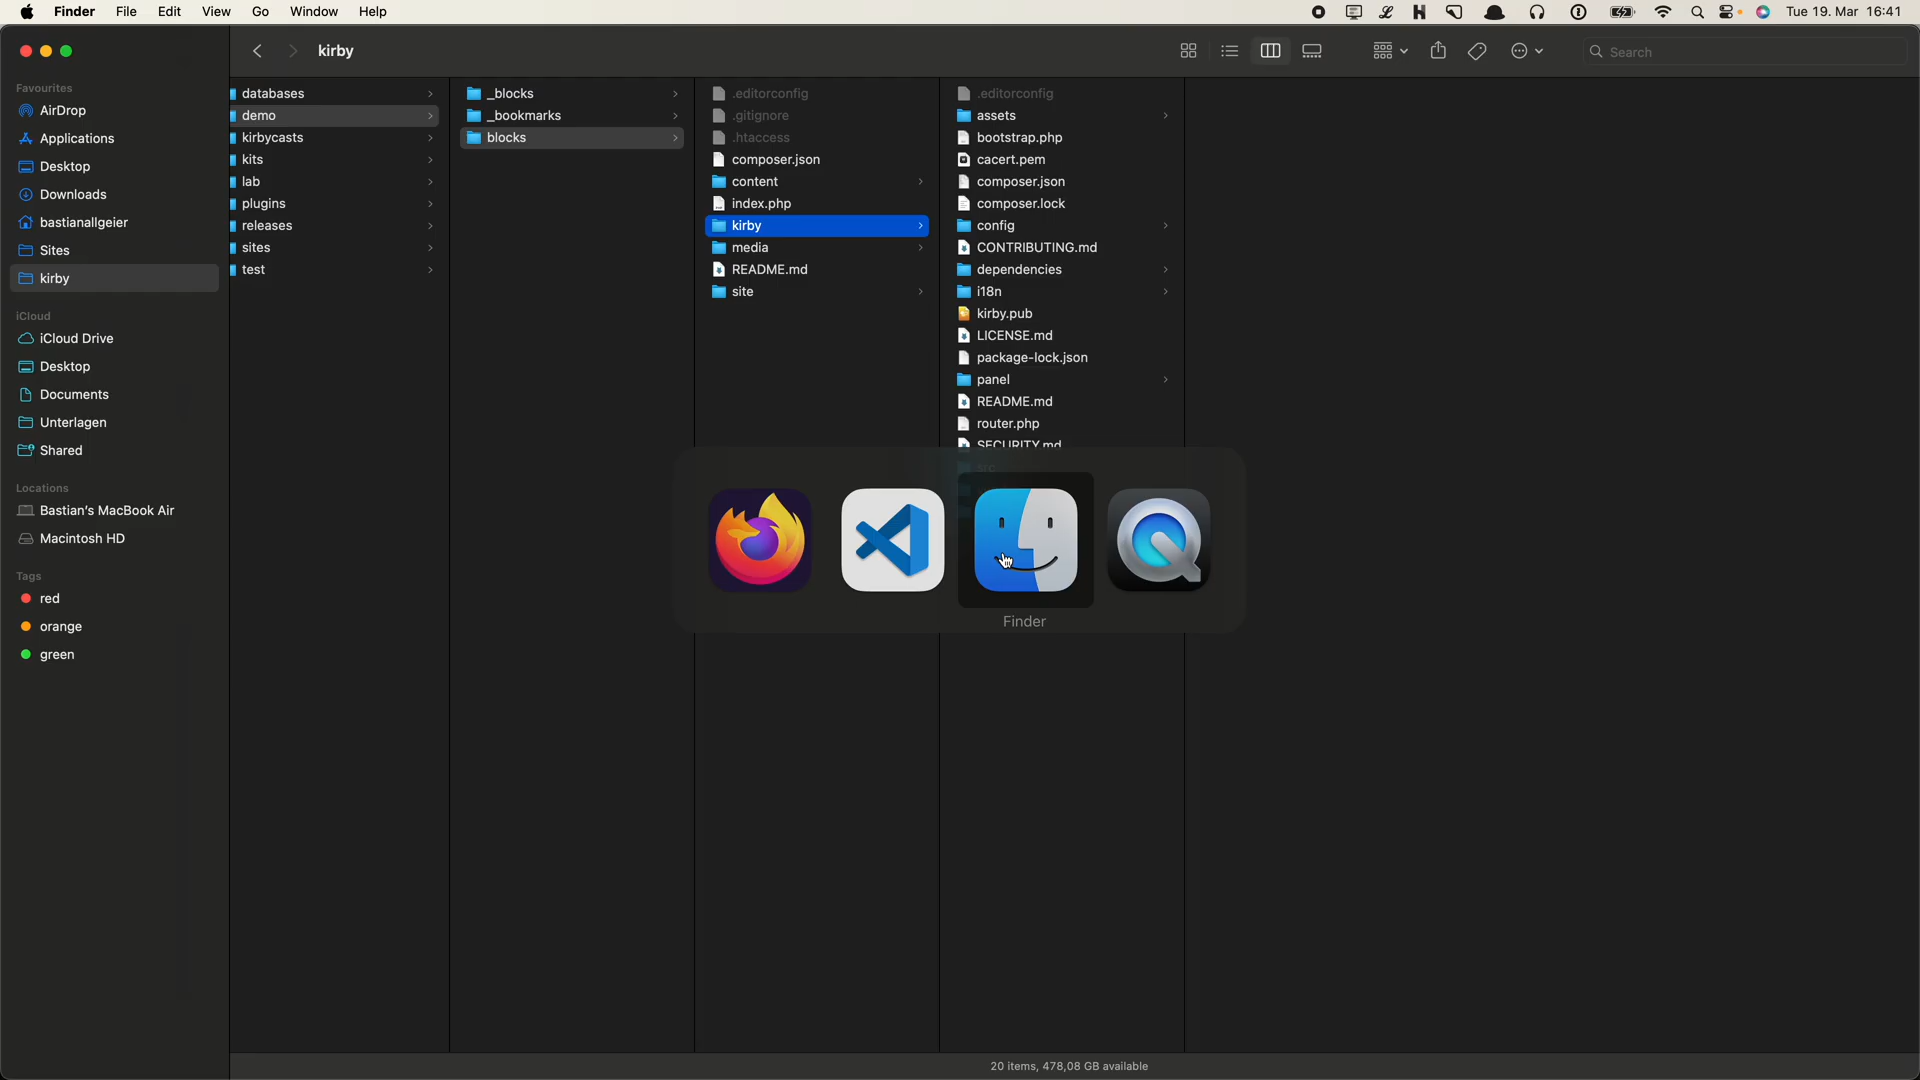 Finder File Edit View Go Window Help Tue 19. Mar 16:41
kirby
Search
Favourites
AirDrop
Applications
Desktop
Downloads
bastianallgeier
Sites
kirby
iCloud
iCloud Drive
Desktop
Documents
Unterlagen
Shared
Locations
Bastian's MacBook Air
Macintosh HD
Tags
red
orange
green
databases
demo
kirbycasts
kits
lab
plugins
releases
sites
test
_blocks
_bookmarks
blocks
.editorconfig
.gitignore
.htaccess
composer.json
content
index.php
kirby
media
README.md
site
.editorconfig
assets
bootstrap.php
cacert.pem
composer.json
composer.lock
config
CONTRIBUTING.md
dependencies
i18n
kirby.pub
LICENSE.md
package-lock.json
panel
README.md
router.php
SECURITY.md
src
Finder
20 items, 478,08 GB available